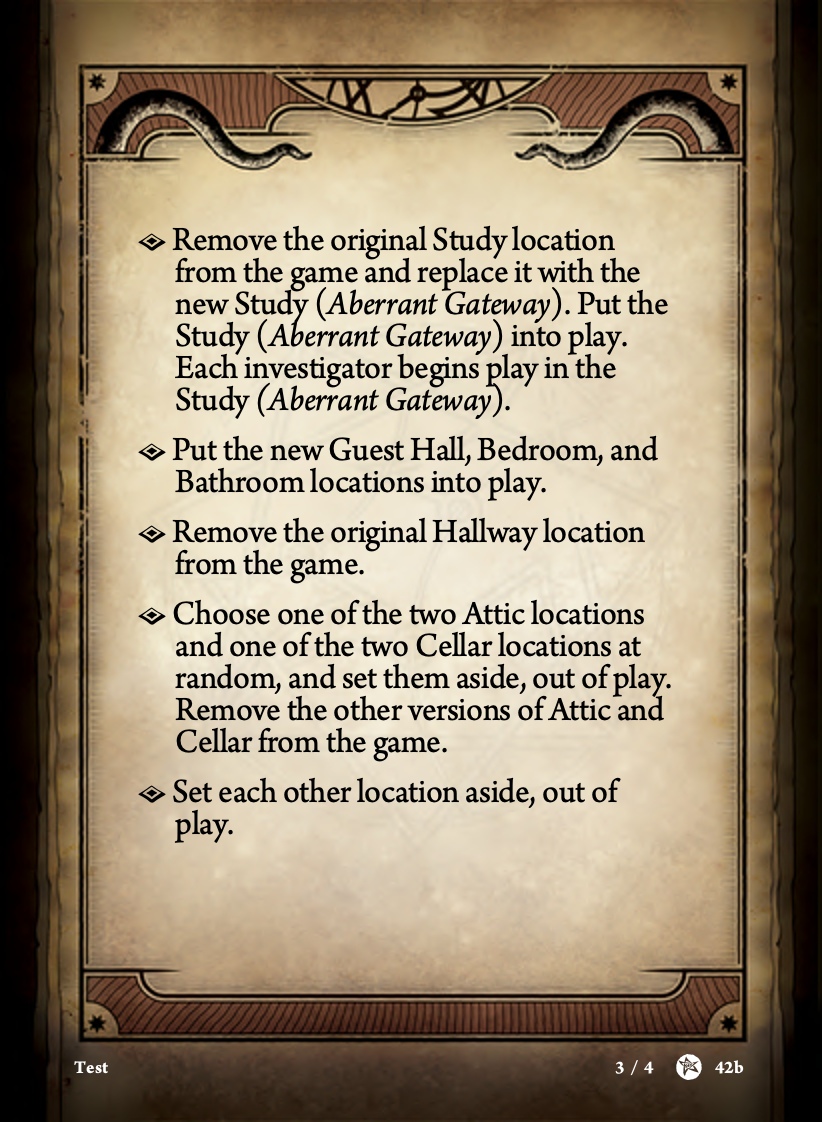 Remove the original Study location
from the game and replace it with the
new Study (Aberrant Gateway). Put the
Study (Aberrant Gateway) into play.
Each investigator begins play in the
Study (Aberrant Gateway).
Put the new Guest Hall, Bedroom, and
Bathroom locations into play.
Remove the original Hallway location
from the game.
Choose one of the two Attic locations
and one of the two Cellar locations at
random, and set them aside, out of play.
Remove the other versions of Attic and
Cellar from the game.
Set each other location aside, out of
play.
Test 3 / 4 42b